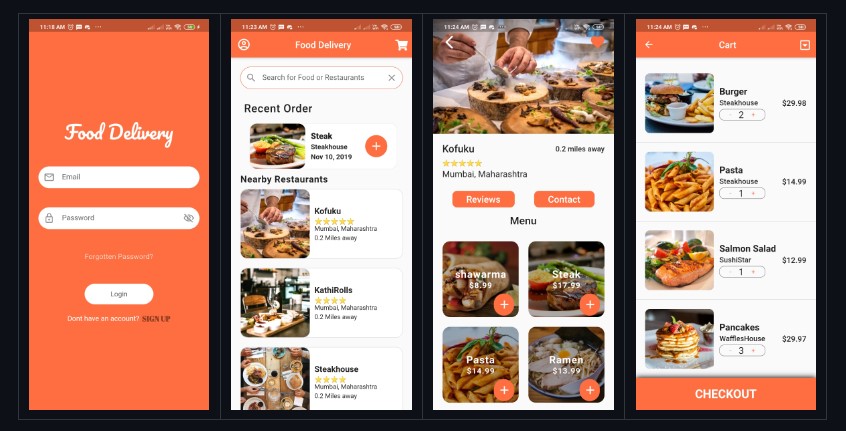 11:18 AM
Food Delivery
Email
Password
Forgotten Password?
Login
Dont have an account? SIGN UP
11:23 AM
Food Delivery
Search for Food or Restaurants
Recent Order
Steak
Steakhouse
Nov 10, 2019
Nearby Restaurants
Kofuku
Mumbai, Maharashtra
0.2 Miles away
KathiRolls
Mumbai, Maharashtra
0.2 Miles away
Steakhouse
Mumbai, Maharashtra
0.2 Miles away
11:24 AM
Kofuku
0.2 miles away
Mumbai, Maharashtra
Reviews
Contact
Menu
shawarma
$8.99
Steak
$17.99
Pasta
$14.99
Ramen
$13.99
11:24 AM
Cart
Burger
Steakhouse
$29.98
- 2 +
Pasta
Steakhouse
$14.99
- 1 +
Salmon Salad
SushiStar
$12.99
- 1 +
Pancakes
WafflesHouse
$29.97
- 3 +
CHECKOUT